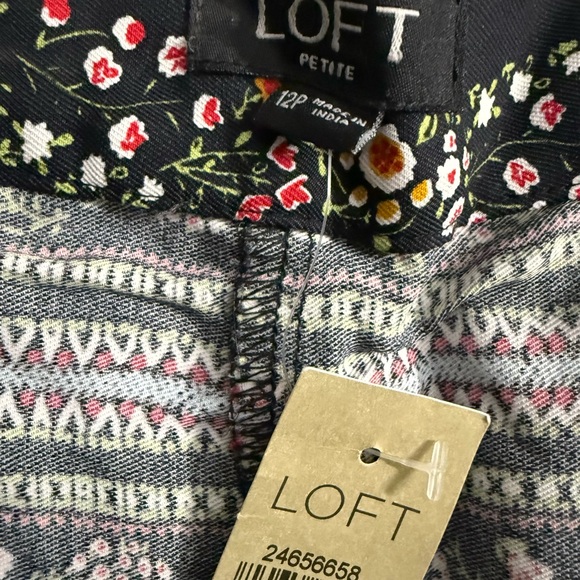 LOFT
PETITE
12P MADE IN
INDIA
LOFT
24656658